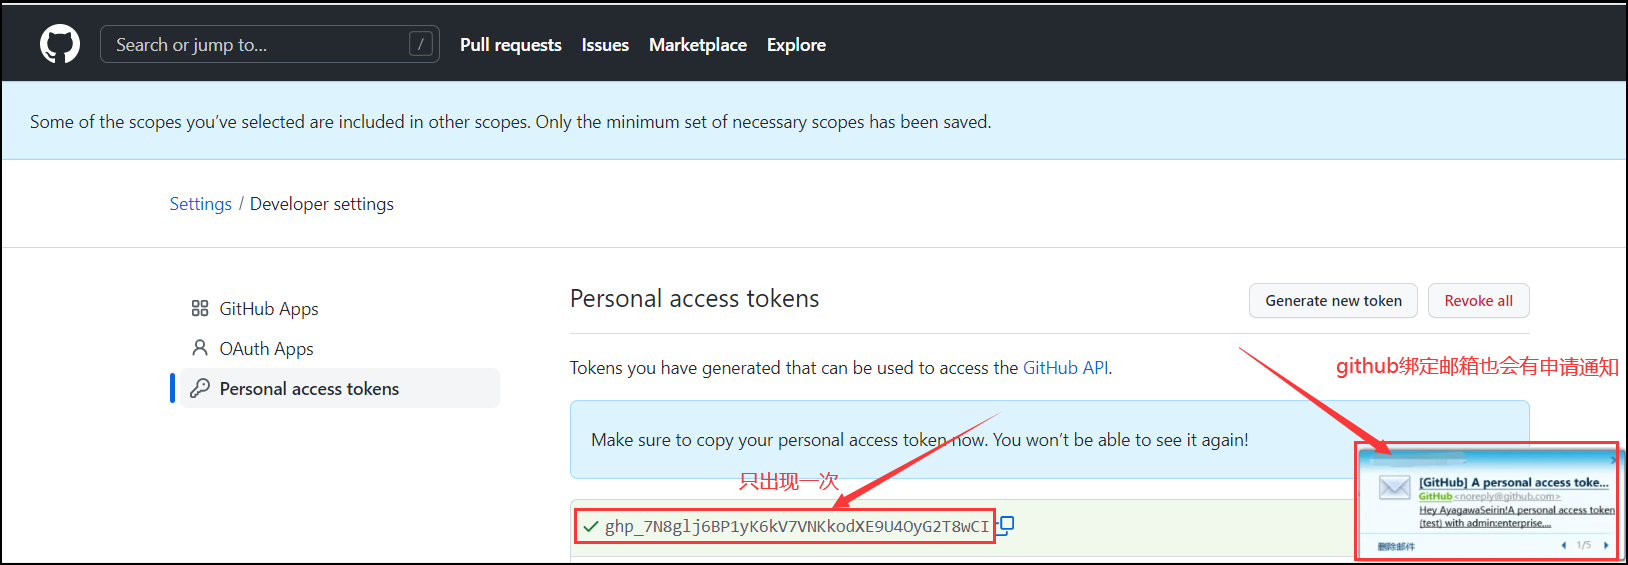 Search or jump to...
/
Pull requests
Issues
Marketplace
Explore
Some of the scopes you've selected are included in other scopes. Only the minimum set of necessary scopes has been saved.
Settings / Developer settings
GitHub Apps
OAuth Apps
Personal access tokens
Personal access tokens
Generate new token
Revoke all
Tokens you have generated that can be used to access the GitHub API.
github绑定邮箱也会有申请通知
Make sure to copy your personal access token now. You won't be able to see it again!
只出现一次
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
[GitHub] A personal access toke...
GitHub <noreply@github.com>
Hey AyagawaSeirin!A personal access token
(test) with admin:enterprise,...
删除邮件
1/5